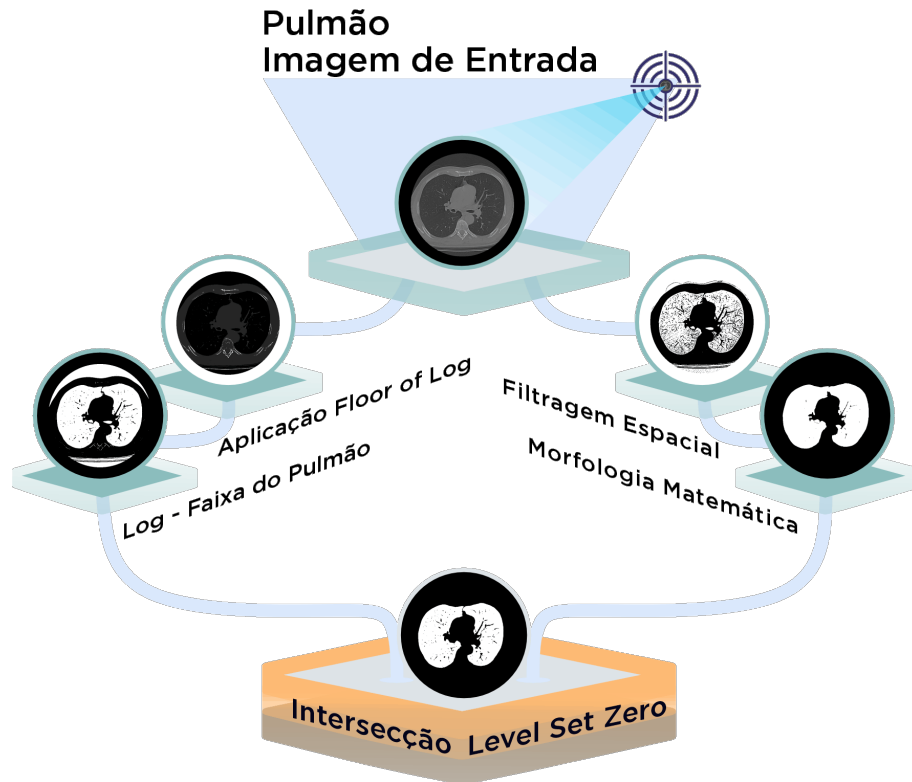 Pulmão
Imagem de Entrada
Aplicação Floor of Log
Log - Faixa do Pulmão
Filtragem Espacial
Morfologia Matemática
Intersecção Level Set Zero